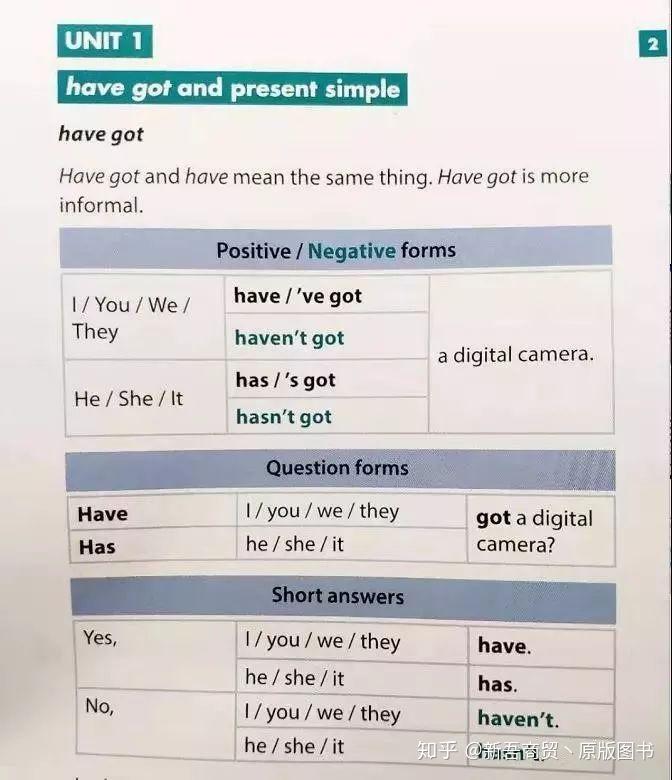 UNIT 1
2
have got and present simple
have got
Have got and have mean the same thing. Have got is more
informal.
Positive / Negative forms
I / You / We /
They
have / 've got
haven't got
a digital camera.
He / She / It
has / 's got
hasn't got
Question forms
Have
I / you / we / they
got a digital
camera?
Has
he / she / it
Short answers
Yes,
I / you / we / they
have.
he / she / it
has.
No,
I / you / we / they
haven't.
he / she / it
知乎 @新吾商贸丶原版图书